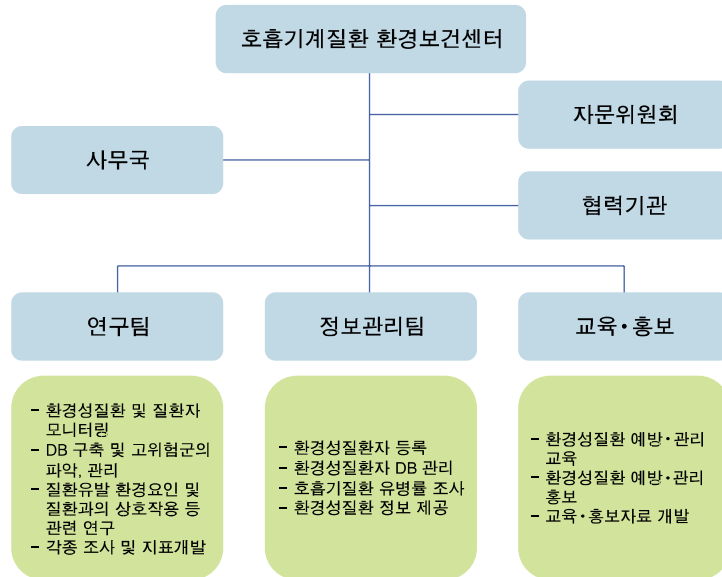 호흡기계질환 환경보건센터
자문위원회
사무국
협력기관
연구팀
정보관리팀
교육·홍보
– 환경성질환 및 질환자
모니터링
– DB 구축 및 고위험군의
파악, 관리
– 질환유발 환경요인 및
질환과의 상호작용 등
관련 연구
– 각종 조사 및 지표개발
– 환경성질환자 등록
– 환경성질환자 DB 관리
– 호흡기질환 유병률 조사
– 환경성질환 정보 제공
– 환경성질환 예방·관리
교육
– 환경성질환 예방·관리
홍보
– 교육·홍보자료 개발